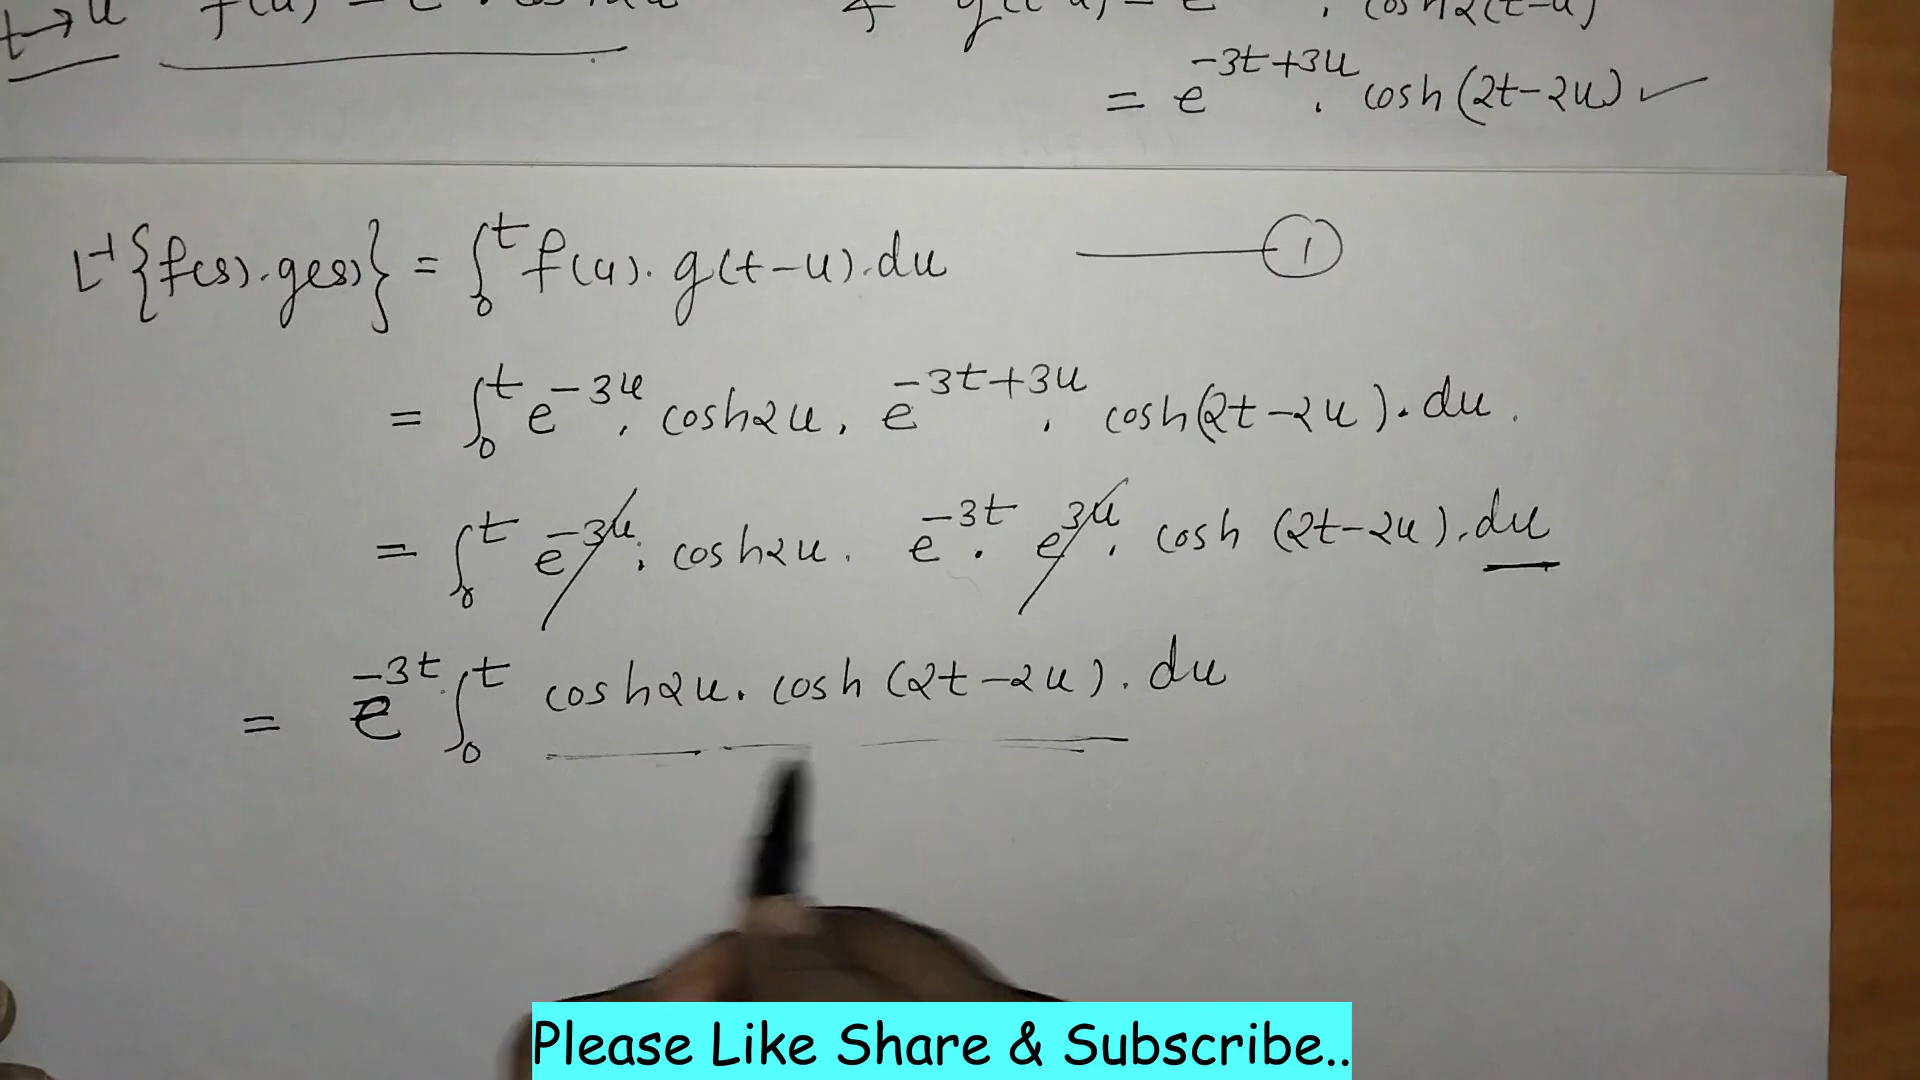 t→u f(u) = e . cosh2u & g(t-u) = e . cosh2(t-u)
= e^{-3t+3u} . cosh(2t-2u) ✓
L^{-1}{f(s).g(s)} = ∫_0^t f(u). g(t-u).du ——— ①
= ∫_0^t e^{-3u} . cosh2u . e^{-3t+3u} . cosh(2t-2u) . du .
= ∫_0^t e^{-3u} . cosh2u . e^{-3t} . e^{3u} . cosh (2t-2u) . du
= e^{-3t} . ∫_0^t cosh2u . cosh (2t-2u) . du
Please Like Share & Subscribe..